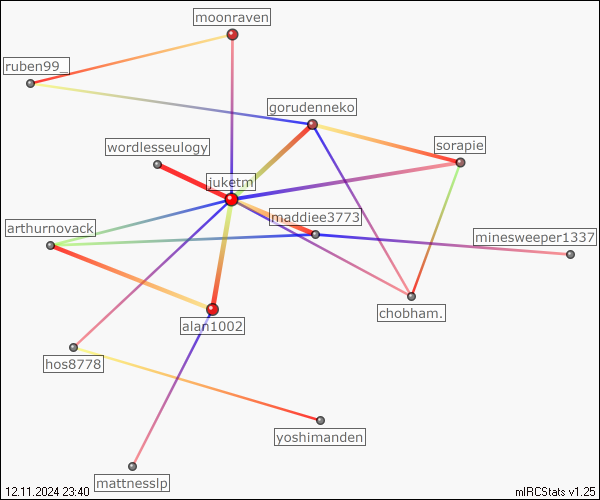 moonraven
ruben99_
gorudenneko
wordlesseulogy
sorapie
juketm
maddiee3773
arthurnovack
minesweeper1337
chobham.
alan1002
hos8778
yoshimanden
mattnesslp
12.11.2024 23:40
mIRCStats v1.25